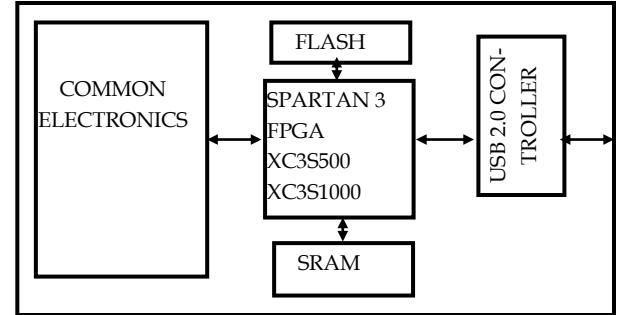 COMMON
ELECTRONICS
FLASH
SPARTAN 3
FPGA
XC3S500
XC3S1000
SRAM
USB 2.0 CON-
TROLLER